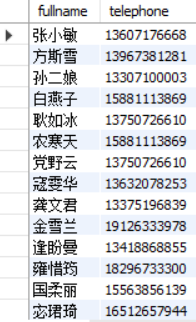 fullname telephone
张小敏 13607176668
方斯雪 13967381281
孙二娘 13307100003
白燕子 15881113869
耿如冰 13750726610
农寒天 15881113869
党野云 13750726610
寇雯华 13632078253
龚文君 13375196839
金雪兰 19126333978
逄盼曼 13418868855
雍惜筠 18296733300
国柔丽 15563856139
宓珺琦 16512657944